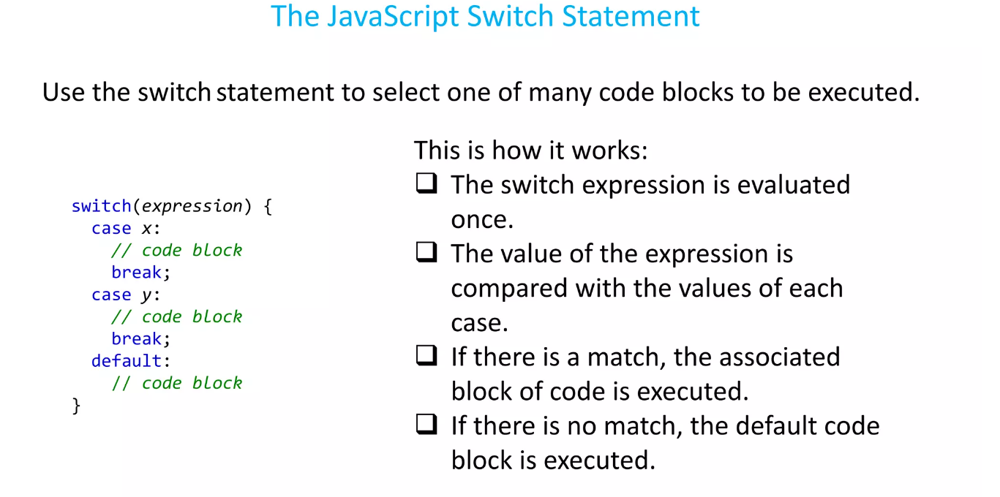 The JavaScript Switch Statement
Use the switch statement to select one of many code blocks to be executed.
switch(expression) {
  case x:
    // code block
    break;
  case y:
    // code block
    break;
  default:
    // code block
}
This is how it works:
❑ The switch expression is evaluated
once.
❑ The value of the expression is
compared with the values of each
case.
❑ If there is a match, the associated
block of code is executed.
❑ If there is no match, the default code
block is executed.